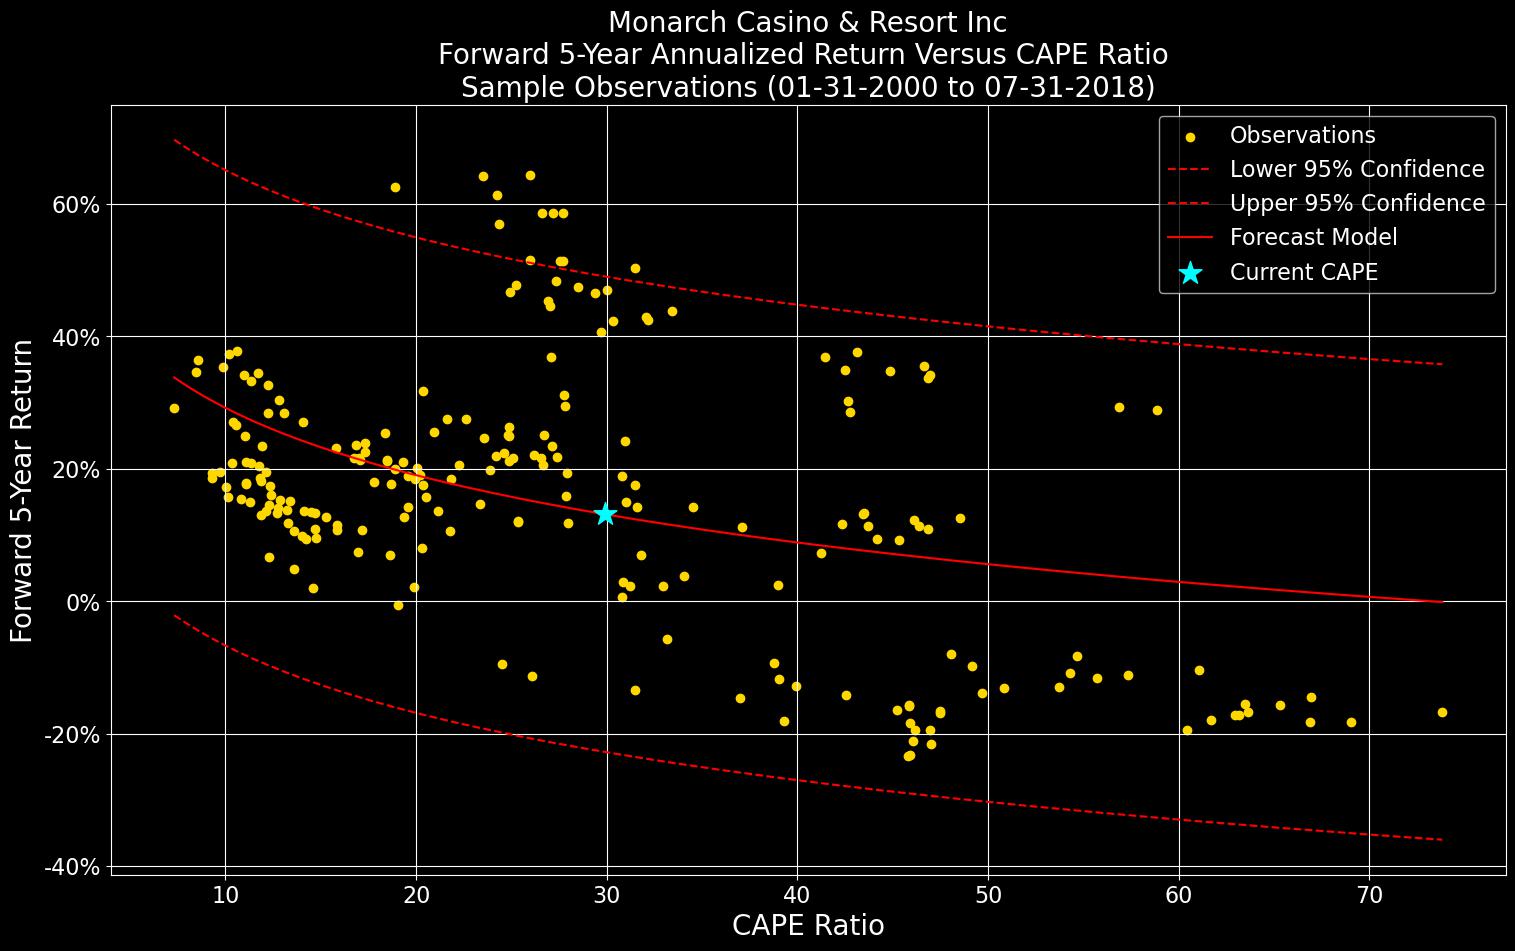 Monarch Casino & Resort Inc
Forward 5-Year Annualized Return Versus CAPE Ratio
Sample Observations (01-31-2000 to 07-31-2018)
Observations
Lower 95% Confidence
Upper 95% Confidence
Forecast Model
Current CAPE
Forward 5-Year Return
60%
40%
20%
0%
-20%
-40%
10 20 30 40 50 60 70
CAPE Ratio